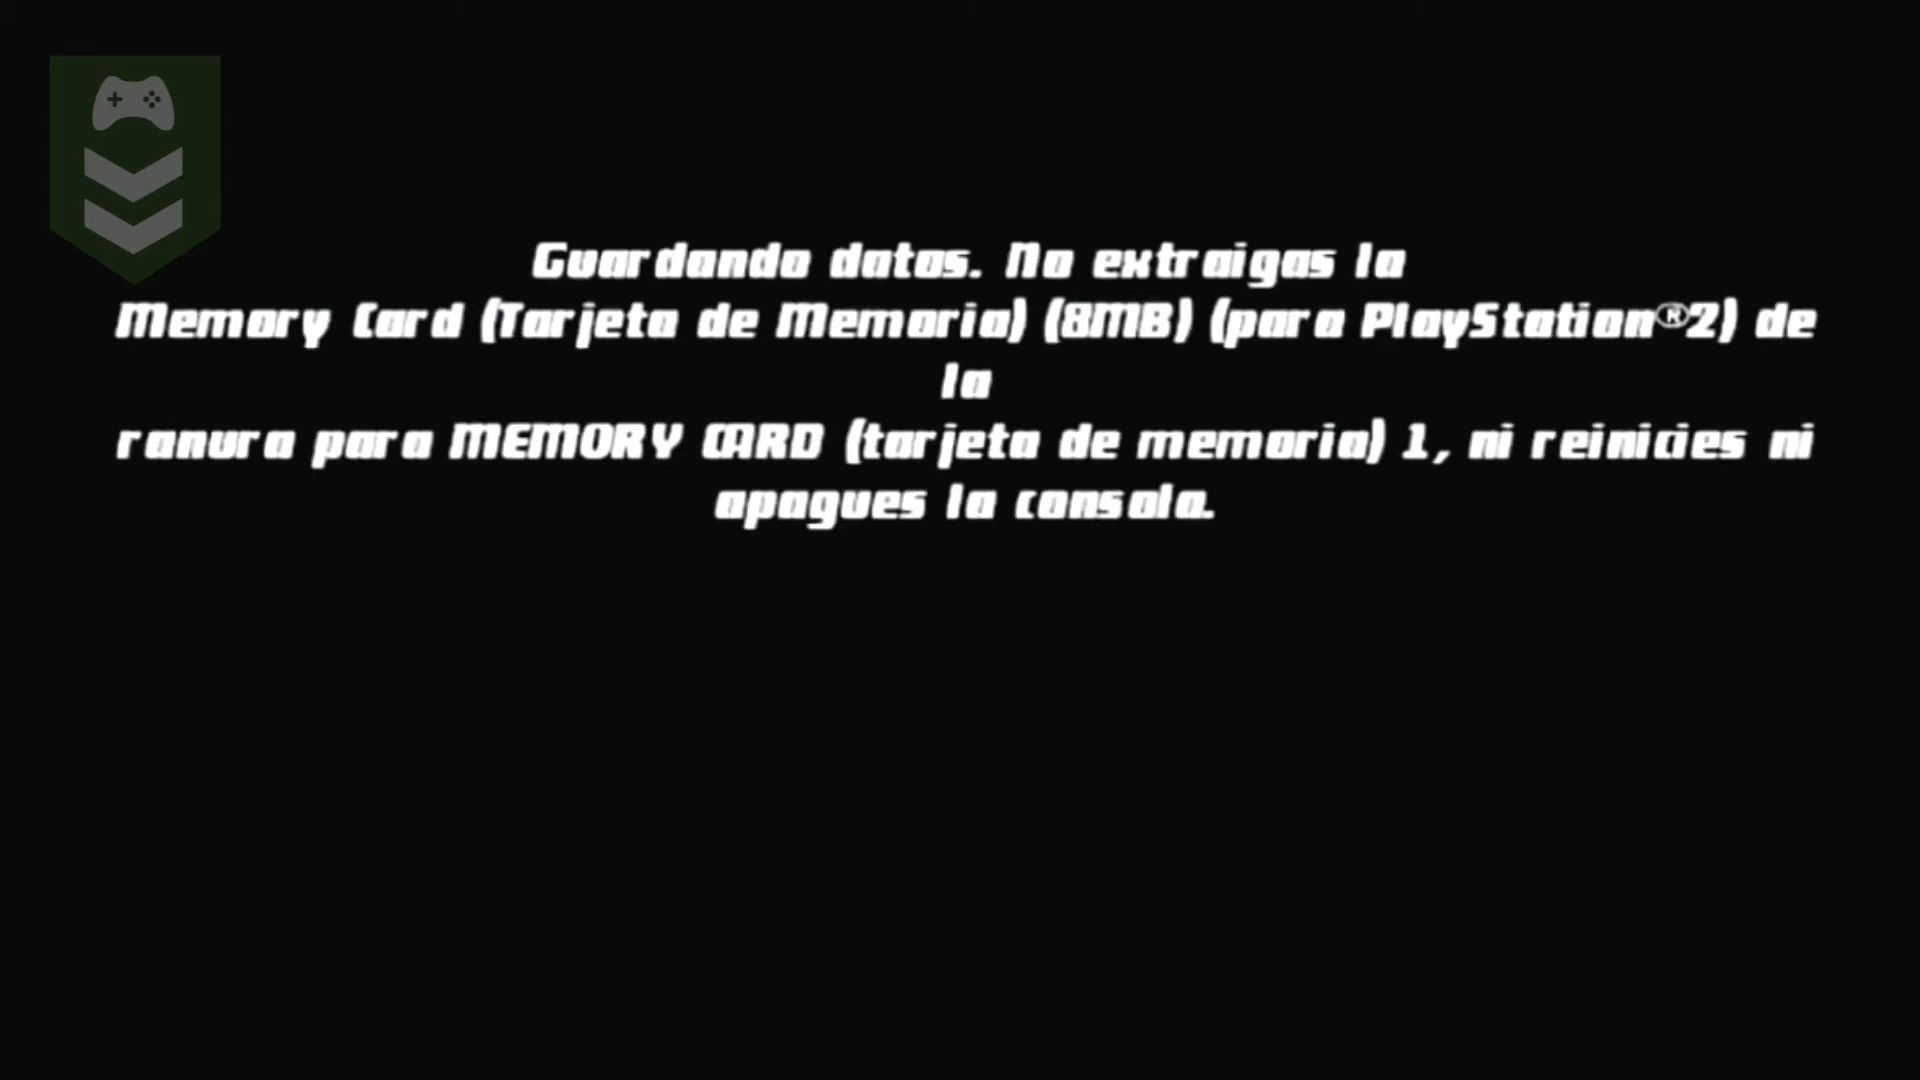 Guardando datos. No extraigas la
Memory Card (Tarjeta de Memoria) (8MB) (para PlayStation®2) de
la
ranura para MEMORY CARD (tarjeta de memoria) 1, ni reinicies ni
apagues la consola.